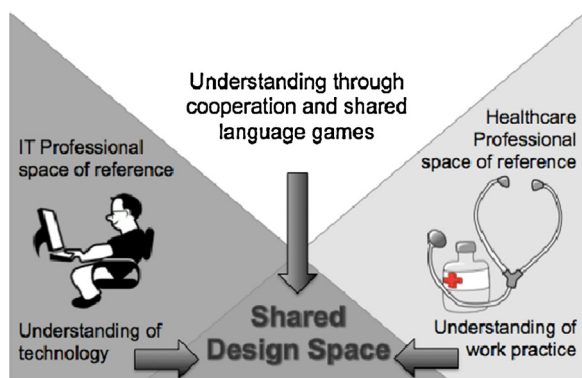 Understanding through
cooperation and shared
language games
IT Professional
space of reference
Healthcare
Professional
space of reference
Understanding of
technology
Shared
Design Space
Understanding of
work practice